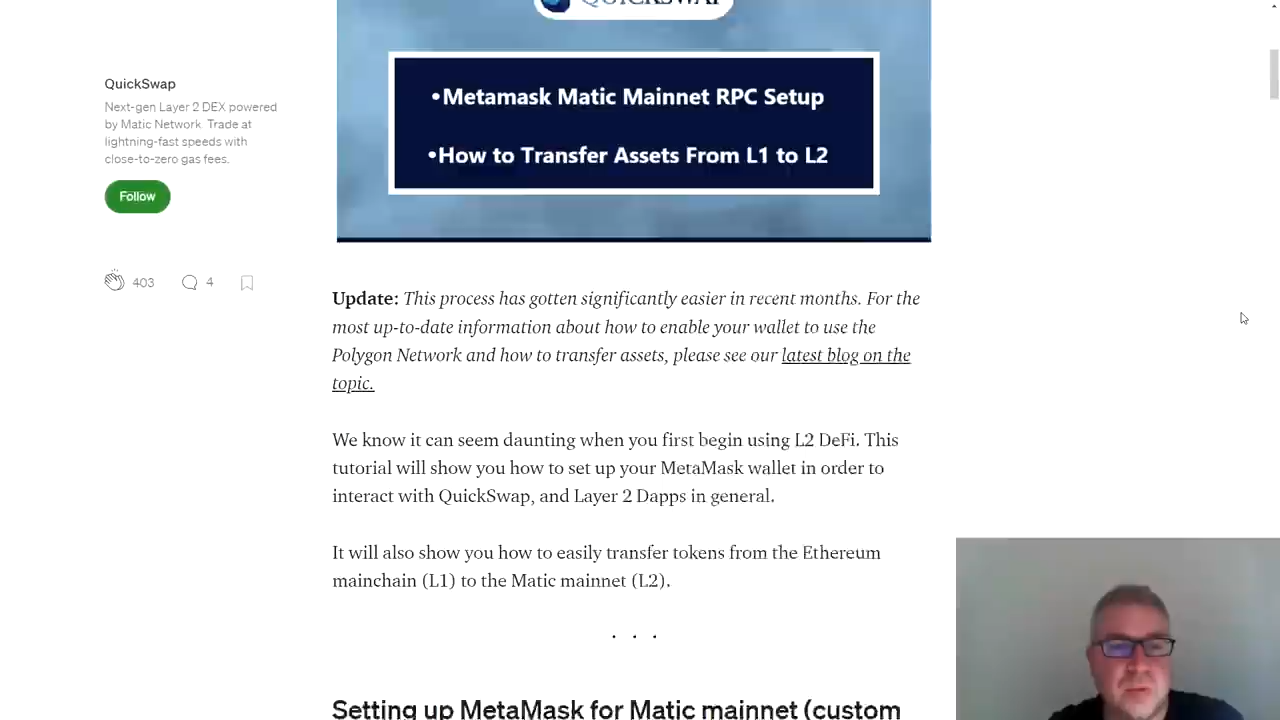 QUICKSWAP
•Metamask Matic Mainnet RPC Setup
•How to Transfer Assets From L1 to L2
QuickSwap
Next-gen Layer 2 DEX powered
by Matic Network. Trade at
lightning-fast speeds with
close-to-zero gas fees.
Follow
403
4
Update: This process has gotten significantly easier in recent months. For the
most up-to-date information about how to enable your wallet to use the
Polygon Network and how to transfer assets, please see our latest blog on the
topic.
We know it can seem daunting when you first begin using L2 DeFi. This
tutorial will show you how to set up your MetaMask wallet in order to
interact with QuickSwap, and Layer 2 Dapps in general.
It will also show you how to easily transfer tokens from the Ethereum
mainchain (L1) to the Matic mainnet (L2).
. . .
Setting up MetaMask for Matic mainnet (custom